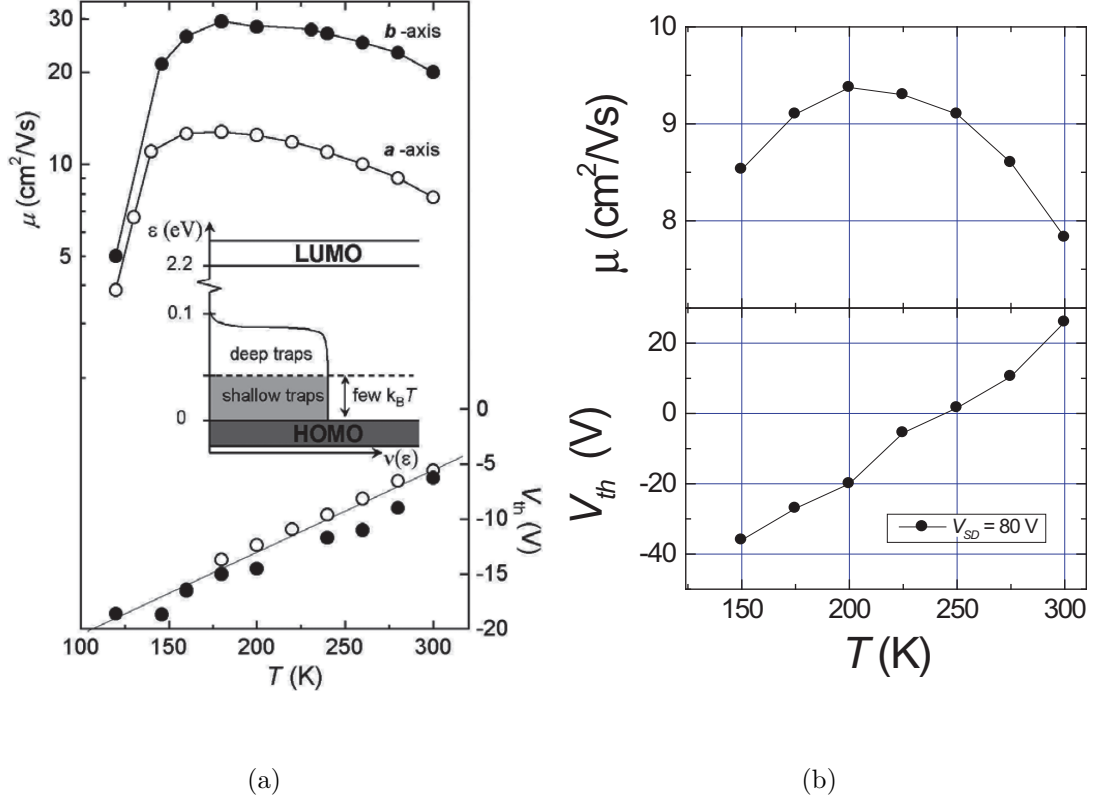 30
20
10
5
μ (cm²/Vs)
b-axis
a-axis
ε (eV)
LUMO
2.2
0.1
deep traps
shallow traps
few k_BT
0
HOMO
ν(ε)
0
-5
-10
-15
-20
V_th (V)
100 150 200 250 300
T (K)
(a)
10
9
8
μ (cm²/Vs)
20
0
-20
-40
V_th (V)
V_SD = 80 V
150 200 250 300
T (K)
(b)